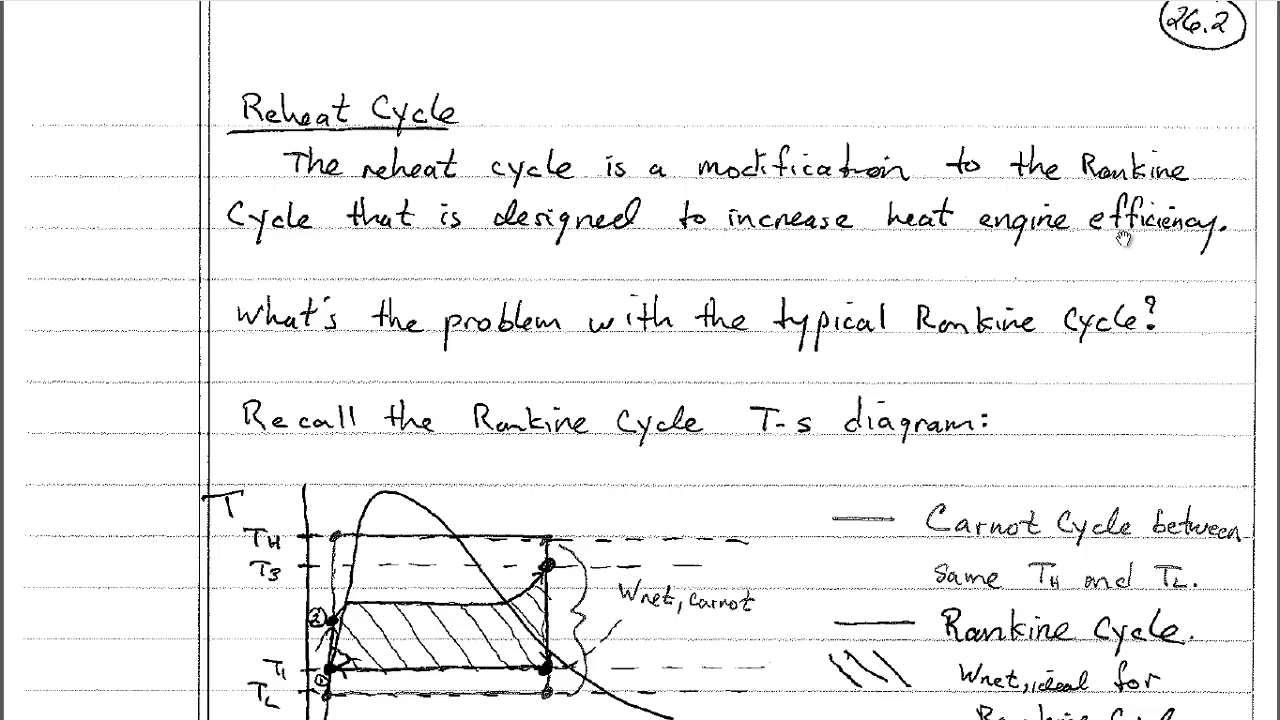 26.2
Reheat Cycle
The reheat cycle is a modification to the Rankine
Cycle that is designed to increase heat engine efficiency.
What's the problem with the typical Rankine Cycle?
Recall the Rankine Cycle T-s diagram:
T
TH
T3
T1
TL
2
1
Wnet, carnot
Carnot Cycle between
same TH and TL.
Rankine Cycle.
Wnet, ideal for
Rankine Cycle